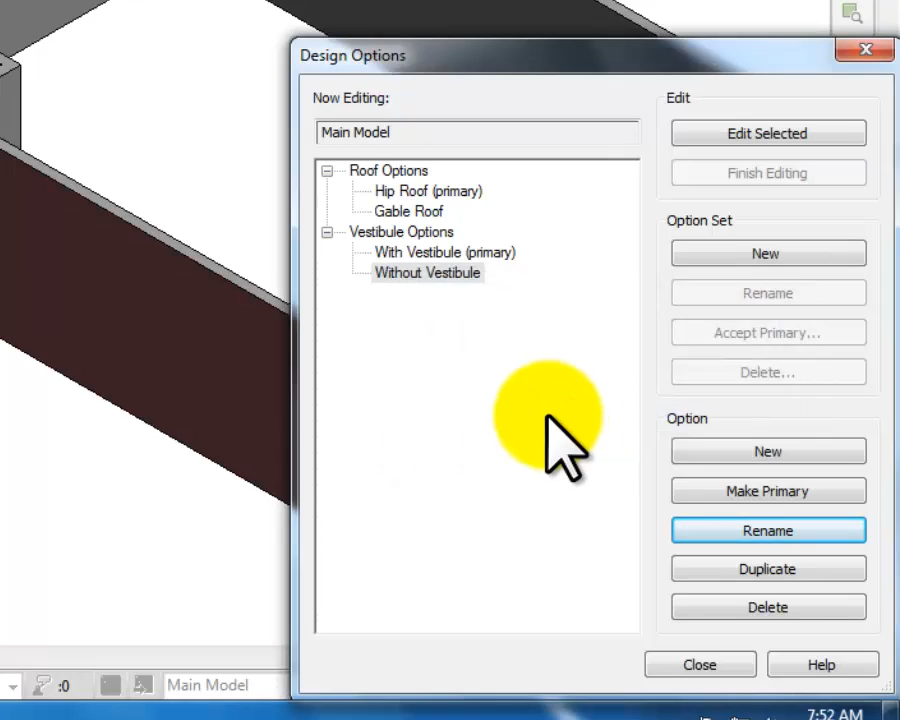 Design Options
Now Editing:
Main Model
Roof Options
Hip Roof (primary)
Gable Roof
Vestibule Options
With Vestibule (primary)
Without Vestibule
Edit
Edit Selected
Finish Editing
Option Set
New
Rename
Accept Primary...
Delete...
Option
New
Make Primary
Rename
Duplicate
Delete
Close
Help
:0
Main Model
7:52 AM